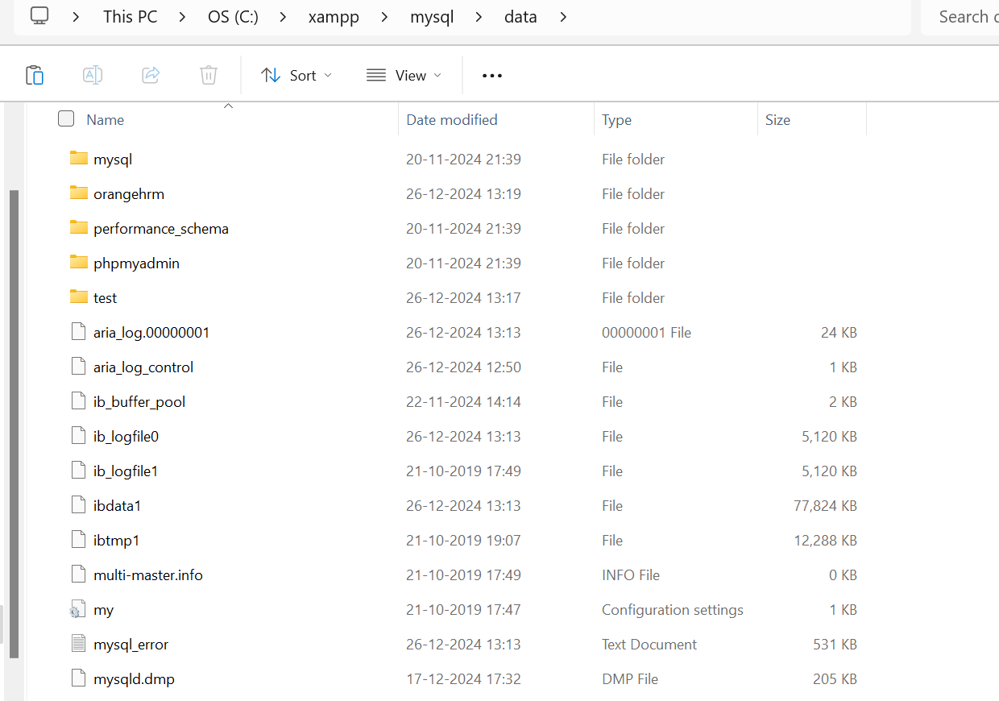 This PC > OS (C:) > xampp > mysql > data >
Search
Sort View
Name Date modified Type Size
mysql 20-11-2024 21:39 File folder
orangehrm 26-12-2024 13:19 File folder
performance_schema 20-11-2024 21:39 File folder
phpmyadmin 20-11-2024 21:39 File folder
test 26-12-2024 13:17 File folder
aria_log.00000001 26-12-2024 13:13 00000001 File 24 KB
aria_log_control 26-12-2024 12:50 File 1 KB
ib_buffer_pool 22-11-2024 14:14 File 2 KB
ib_logfile0 26-12-2024 13:13 File 5,120 KB
ib_logfile1 21-10-2019 17:49 File 5,120 KB
ibdata1 26-12-2024 13:13 File 77,824 KB
ibtmp1 21-10-2019 19:07 File 12,288 KB
multi-master.info 21-10-2019 17:49 INFO File 0 KB
my 21-10-2019 17:47 Configuration settings 1 KB
mysql_error 26-12-2024 13:13 Text Document 531 KB
mysqld.dmp 17-12-2024 17:32 DMP File 205 KB